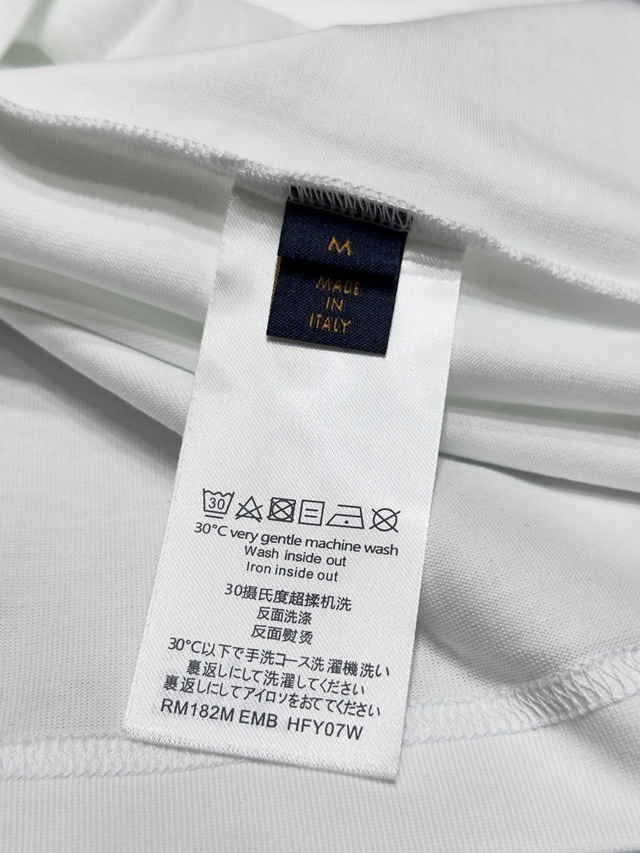 M
MADE
IN
ITALY
30
30°C very gentle machine wash
Wash inside out
Iron inside out
30摄氏度超揉机洗
反面洗涤
反面熨烫
30°C以下で手洗コース洗濯機洗い
裏返しにして洗濯してください
裏返しにしてアイロソをおててください
RM182M EMB HFY07W